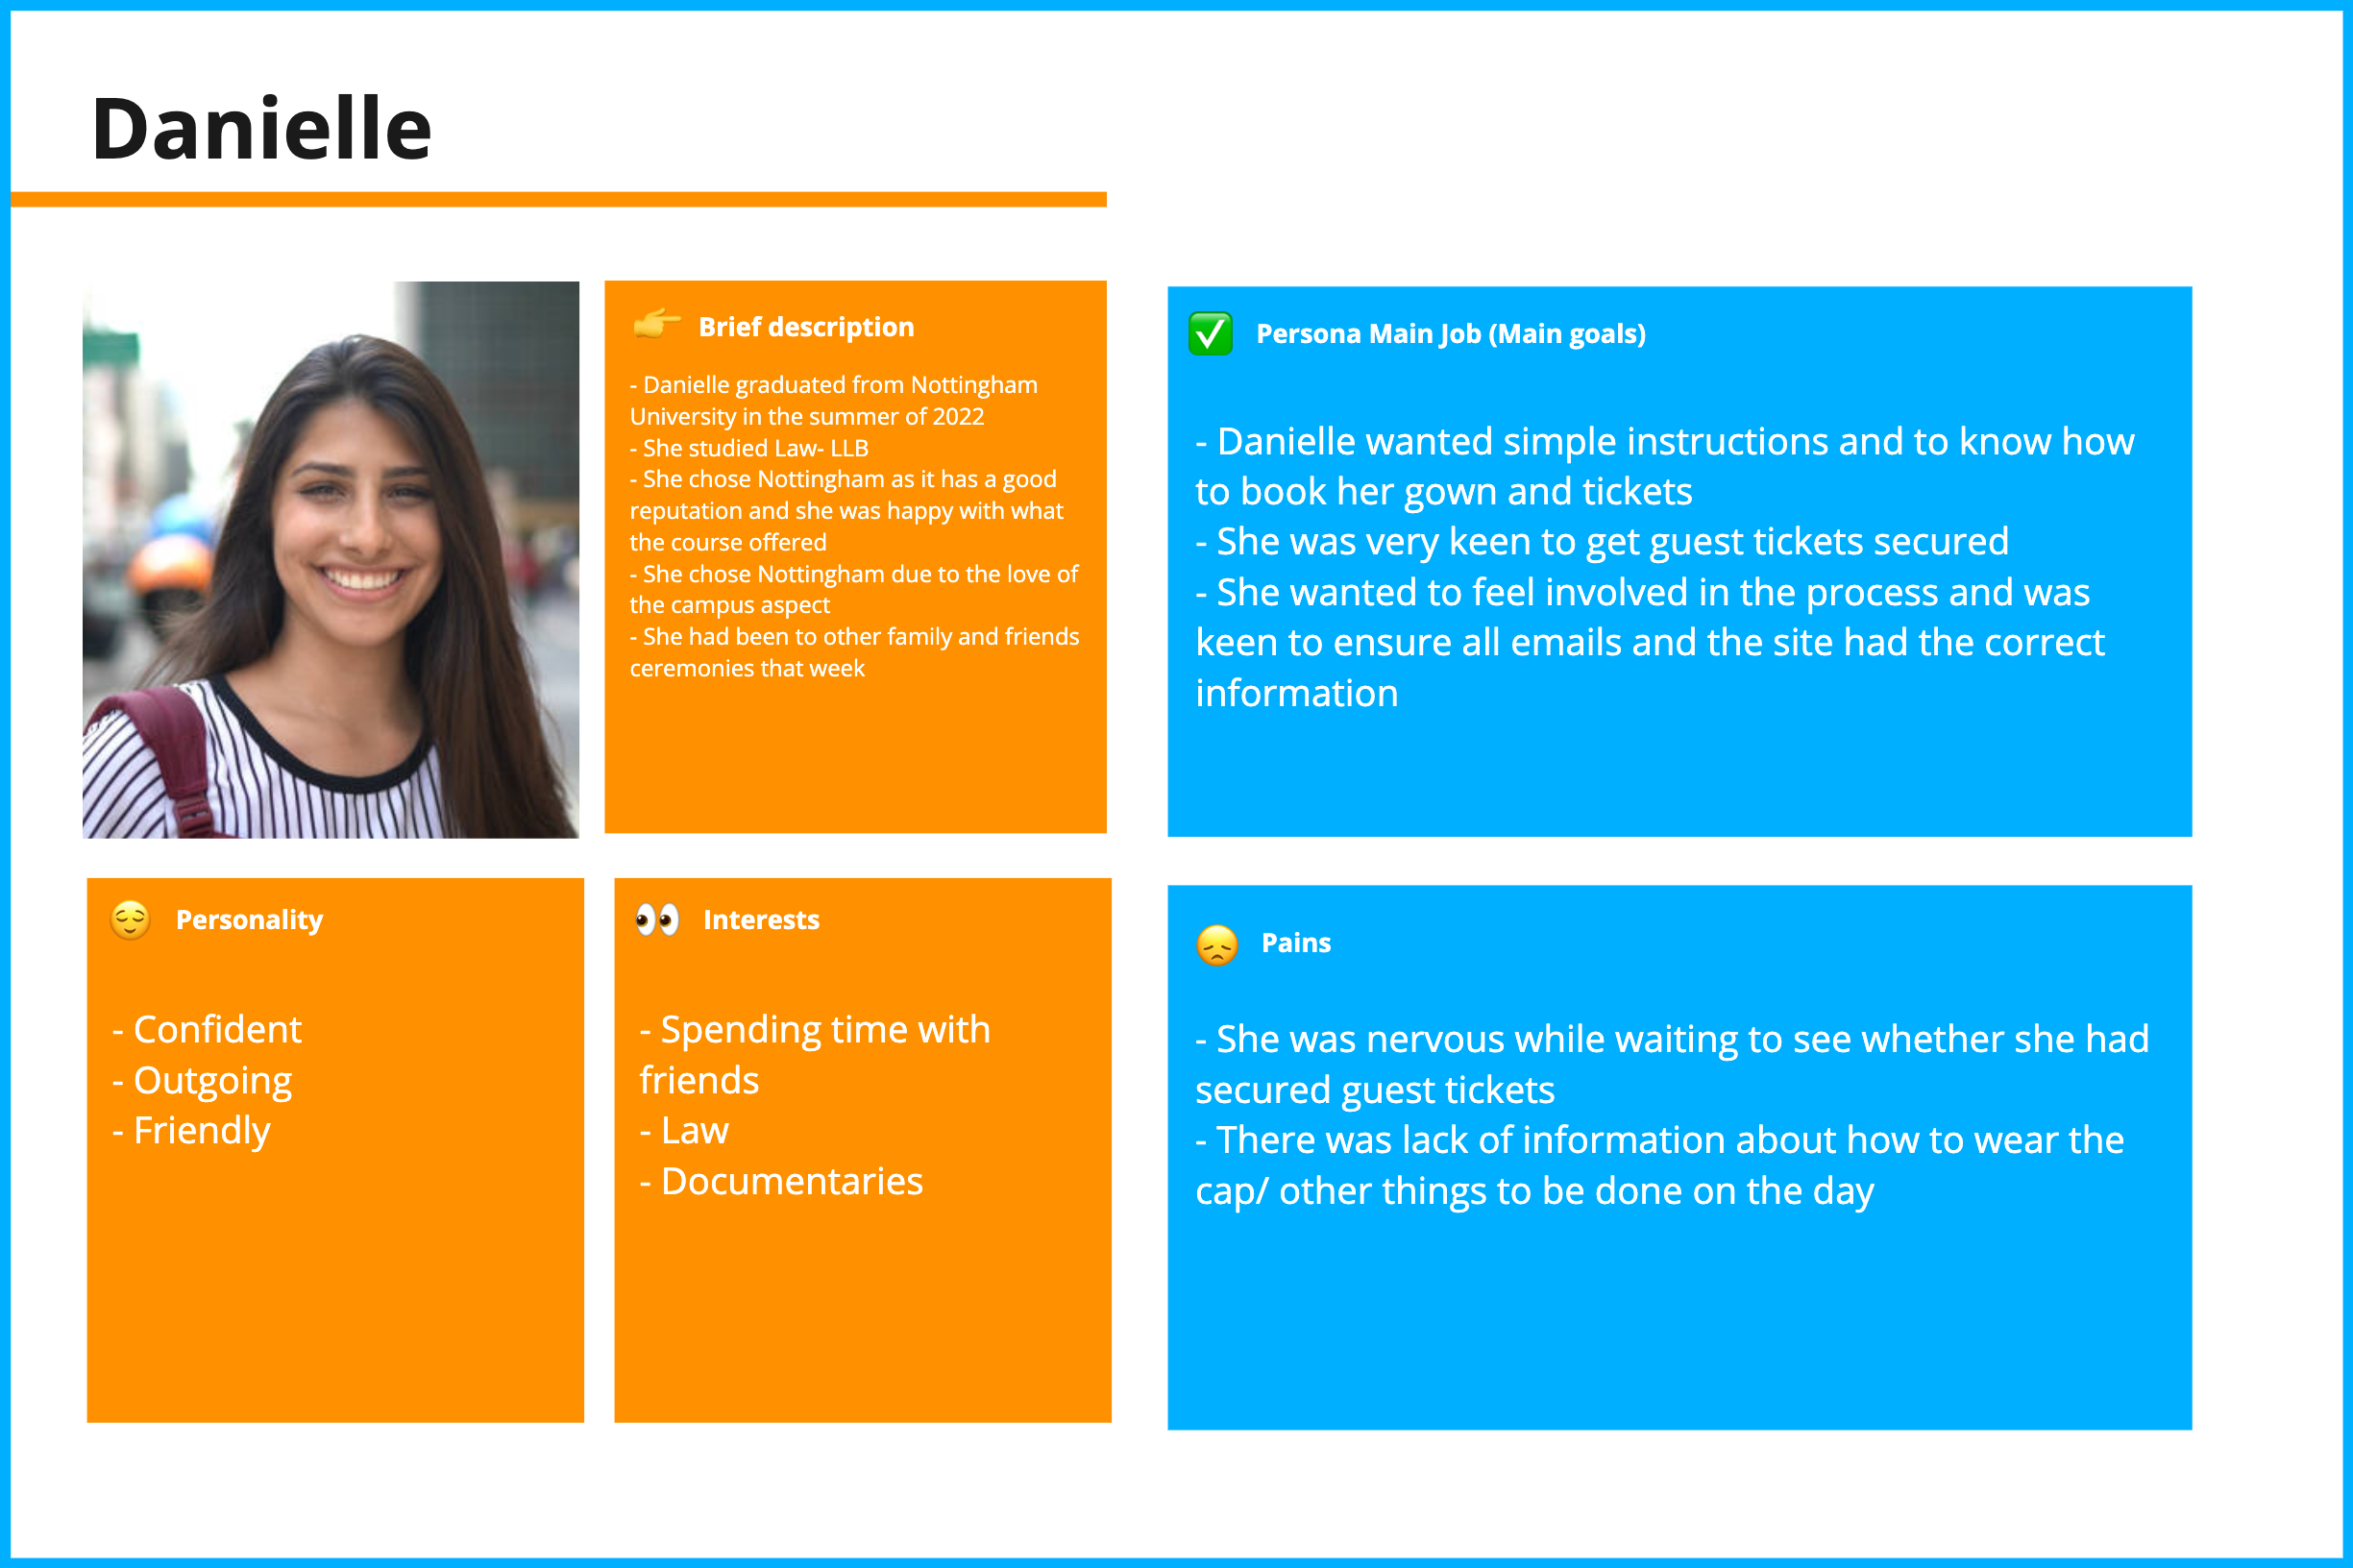 Danielle
Brief description
- Danielle graduated from Nottingham
University in the summer of 2022
- She studied Law- LLB
- She chose Nottingham as it has a good
reputation and she was happy with what
the course offered
- She chose Nottingham due to the love of
the campus aspect
- She had been to other family and friends
ceremonies that week
Persona Main Job (Main goals)
- Danielle wanted simple instructions and to know how
to book her gown and tickets
- She was very keen to get guest tickets secured
- She wanted to feel involved in the process and was
keen to ensure all emails and the site had the correct
information
Personality
- Confident
- Outgoing
- Friendly
Interests
- Spending time with
friends
- Law
- Documentaries
Pains
- She was nervous while waiting to see whether she had
secured guest tickets
- There was lack of information about how to wear the
cap/ other things to be done on the day